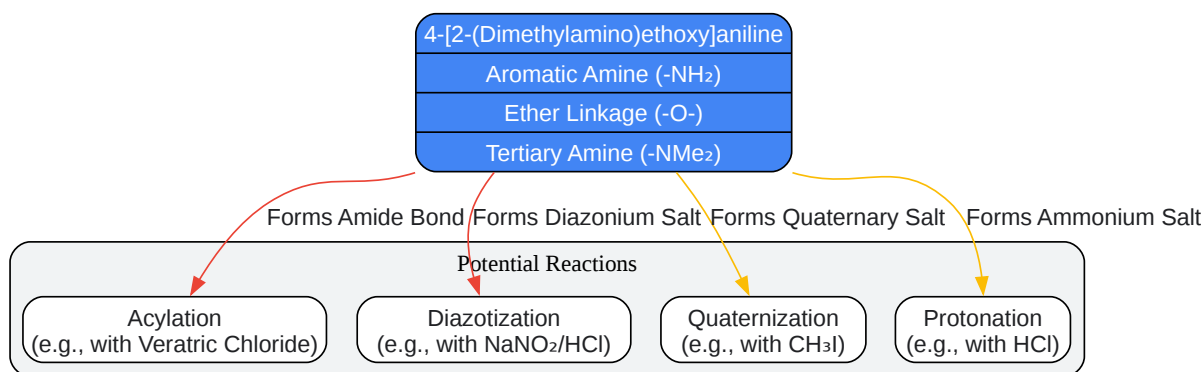 4-[2-(Dimethylamino)ethoxy]aniline
Aromatic Amine (-NH₂)
Ether Linkage (-O-)
Tertiary Amine (-NMe₂)
Forms Amide Bond
Forms Diazonium Salt
Forms Quaternary Salt
Forms Ammonium Salt
Potential Reactions
Acylation
(e.g., with Veratric Chloride)
Diazotization
(e.g., with NaNO₂/HCl)
Quaternization
(e.g., with CH₃I)
Protonation
(e.g., with HCl)